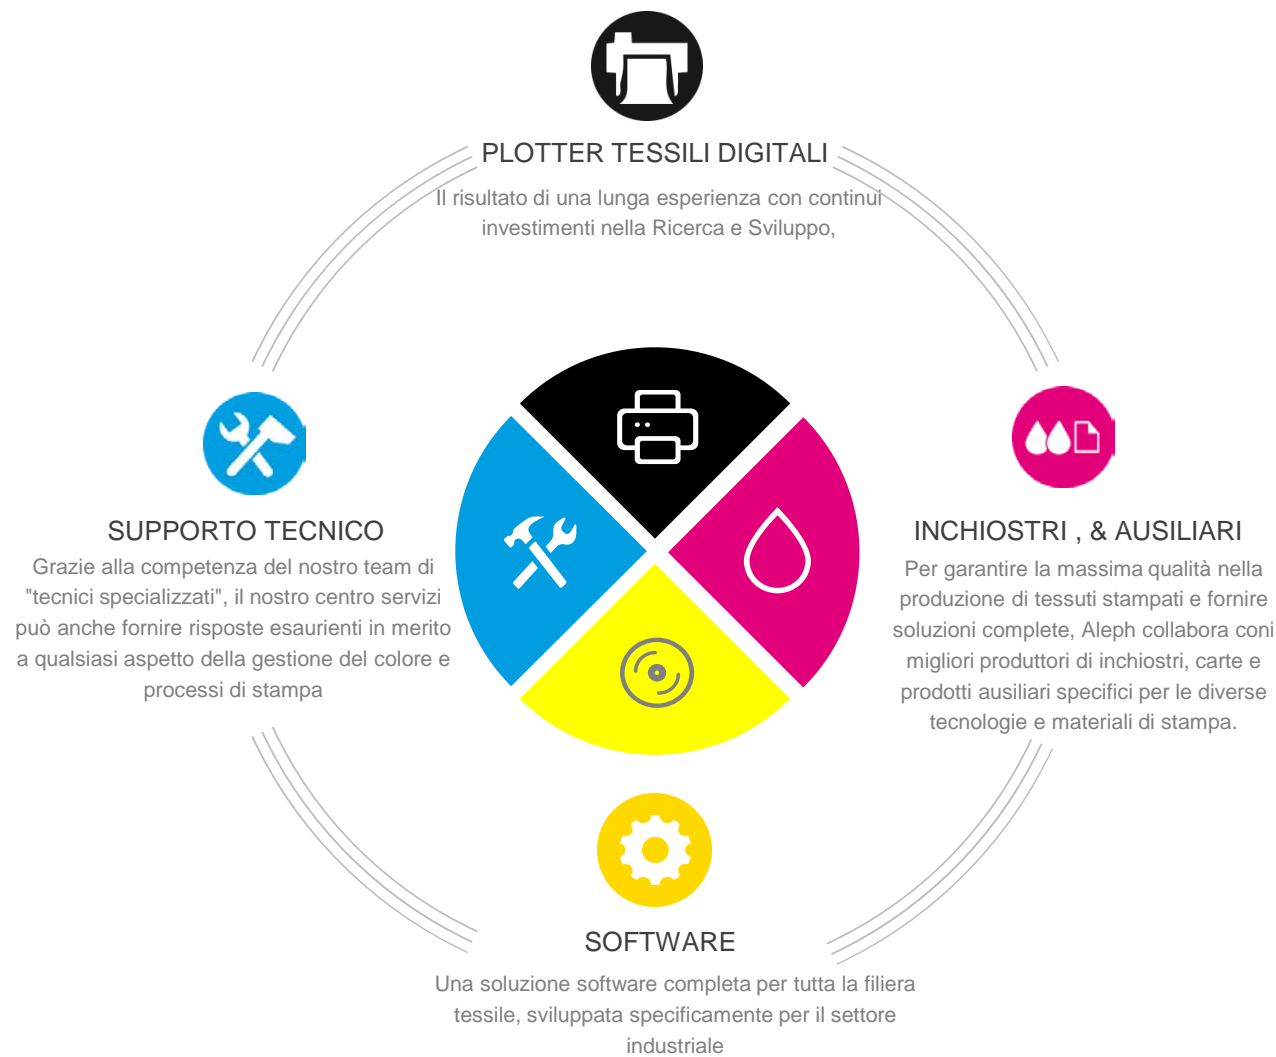 PLOTTER TESSILI DIGITALI
Il risultato di una lunga esperienza con continui
investimenti nella Ricerca e Sviluppo,
SUPPORTO TECNICO
Grazie alla competenza del nostro team di
"tecnici specializzati", il nostro centro servizi
può anche fornire risposte esaurienti in merito
a qualsiasi aspetto della gestione del colore e
processi di stampa
INCHIOSTRI , & AUSILIARI
Per garantire la massima qualità nella
produzione di tessuti stampati e fornire
soluzioni complete, Aleph collabora coni
migliori produttori di inchiostri, carte e
prodotti ausiliari specifici per le diverse
tecnologie e materiali di stampa.
SOFTWARE
Una soluzione software completa per tutta la filiera
tessile, sviluppata specificamente per il settore
industriale